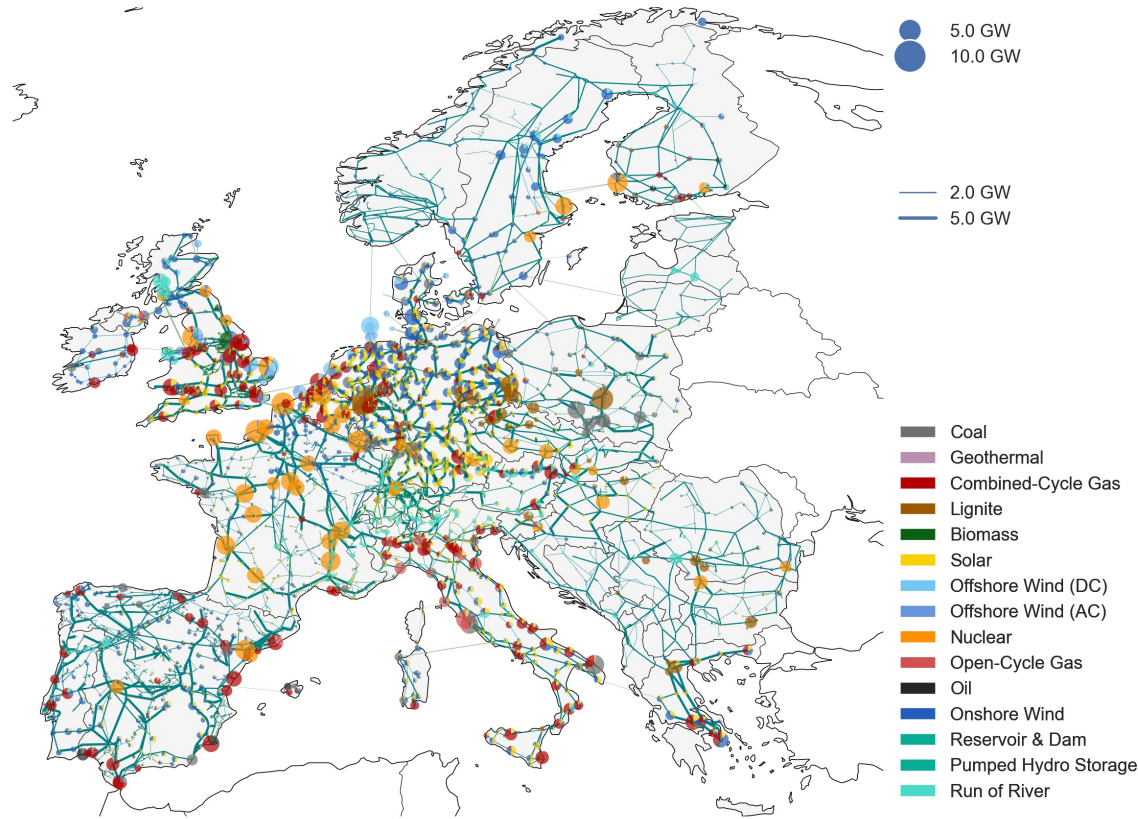 5.0 GW
10.0 GW
2.0 GW
5.0 GW
Coal
Geothermal
Combined-Cycle Gas
Lignite
Biomass
Solar
Offshore Wind (DC)
Offshore Wind (AC)
Nuclear
Open-Cycle Gas
Oil
Onshore Wind
Reservoir & Dam
Pumped Hydro Storage
Run of River